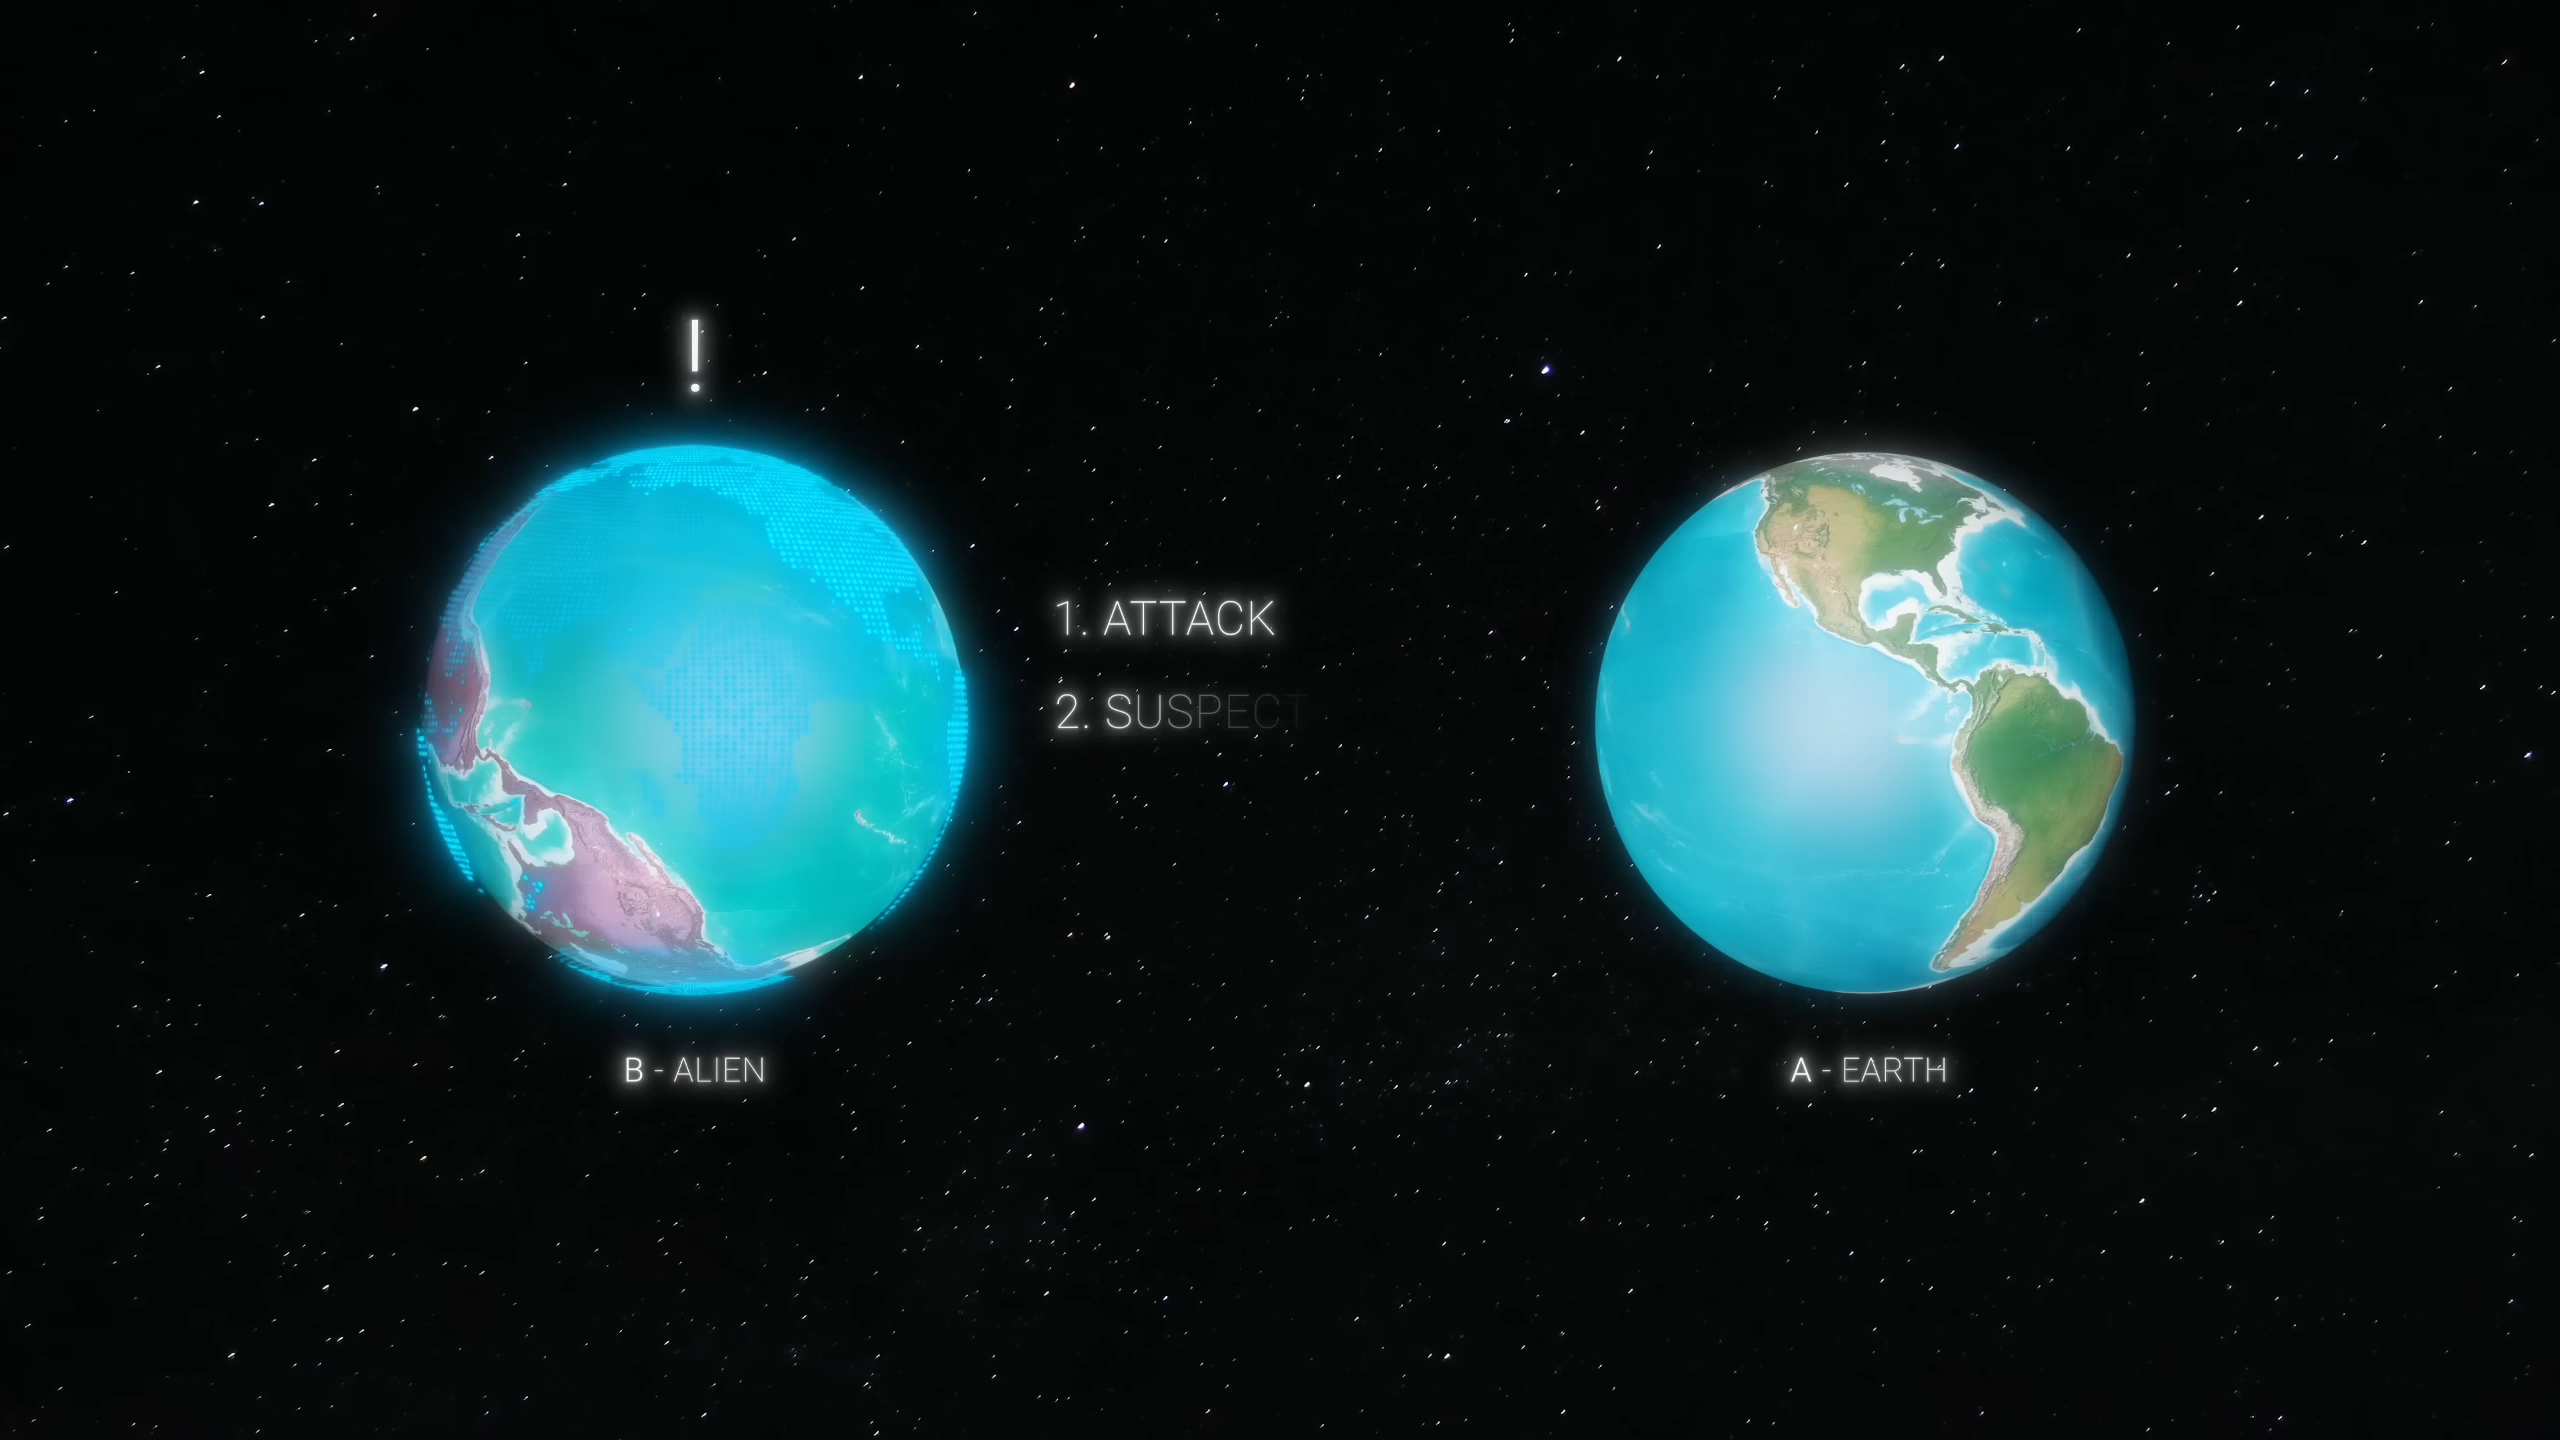 !
1. ATTACK
2. SUSPECT
B - ALIEN
A - EARTH